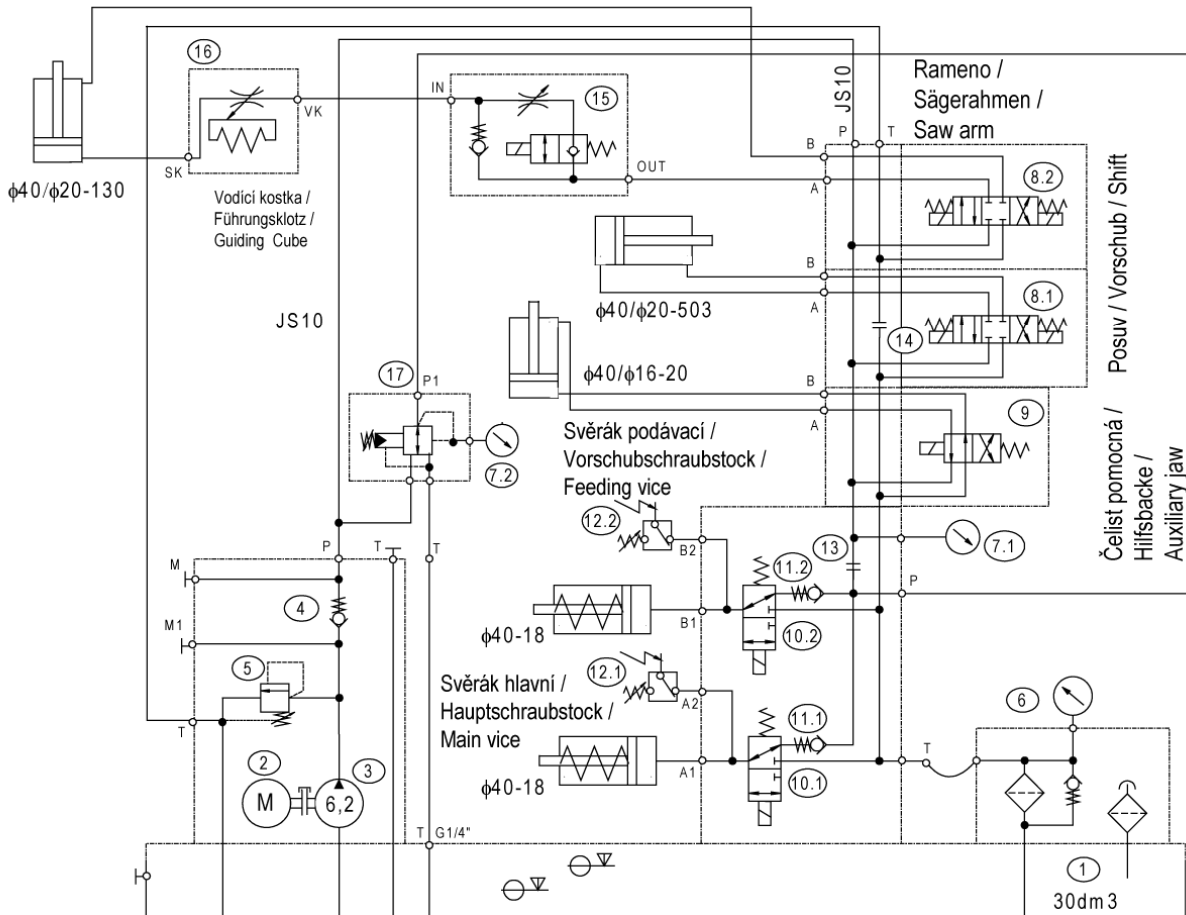 16
IN
15
JS10
Rameno /
Sägerahmen /
Saw arm
VK
P
T
SK
B
OUT
A
8.2
ϕ40/ϕ20-130
Vodící kostka /
Führungsklotz /
Guiding Cube
Posuv / Vorschub / Shift
B
A
8.1
ϕ40/ϕ20-503
JS10
14
17
P1
ϕ40/ϕ16-20
B
A
9
Svěrák podávací /
Vorschubschraubstock /
Feeding vice
7.2
Čelist pomocná /
Hilfsbacke /
Auxiliary jaw
12.2
B2
13
7.1
P
T
T
M
11.2
P
4
ϕ40-18
B1
10.2
M1
12.1
5
Svěrák hlavní /
Hauptschraubstock /
Main vice
A2
6
T
11.1
T
2
3
A1
10.1
ϕ40-18
M
6,2
T
G1/4"
1
30dm3